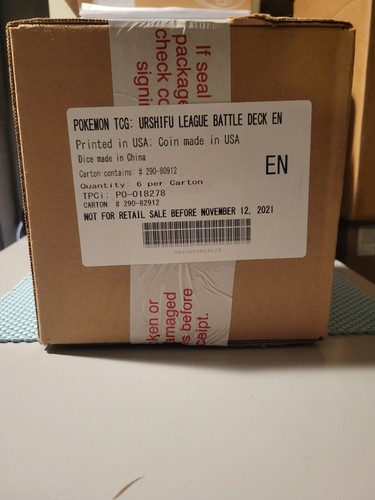 If seal
package
check co
signi
POKEMON TCG: URSHIFU LEAGUE BATTLE DECK EN
Printed in USA: Coin made in USA
Dice made in China
Carton contains: # 290-80912
EN
Quantity: 6 per Carton
TPCi: PO-018278
CARTON: # 290-82912
NOT FOR RETAIL SALE BEFORE NOVEMBER 12, 2021
ken or
amaged
s before
ceipt.